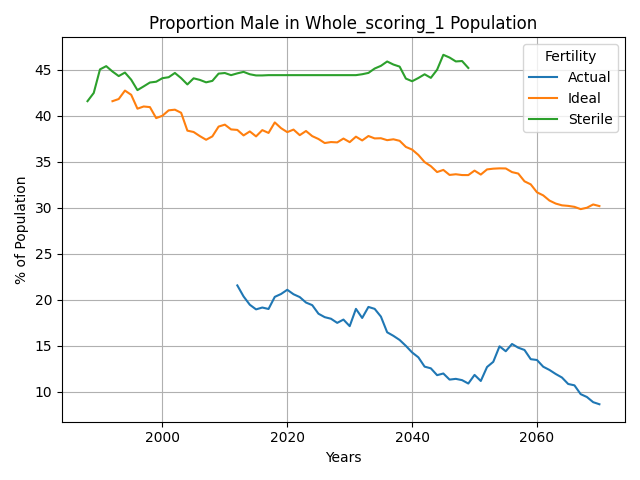 Proportion Male in Whole_scoring_1 Population
Fertility
Actual
Ideal
Sterile
% of Population
45
40
35
30
25
20
15
10
2000 2020 2040 2060
Years